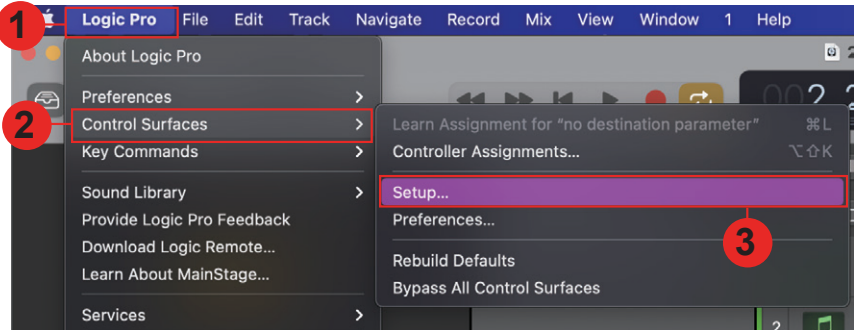 1
Logic Pro File Edit Track Navigate Record Mix View Window 1 Help
About Logic Pro
Preferences
2
Control Surfaces
Key Commands
Sound Library
Provide Logic Pro Feedback
Download Logic Remote...
Learn About MainStage...
Services
Learn Assignment for “no destination parameter” ⌘L
Controller Assignments... ⌥⇧K
Setup...
Preferences...
3
Rebuild Defaults
Bypass All Control Surfaces
2